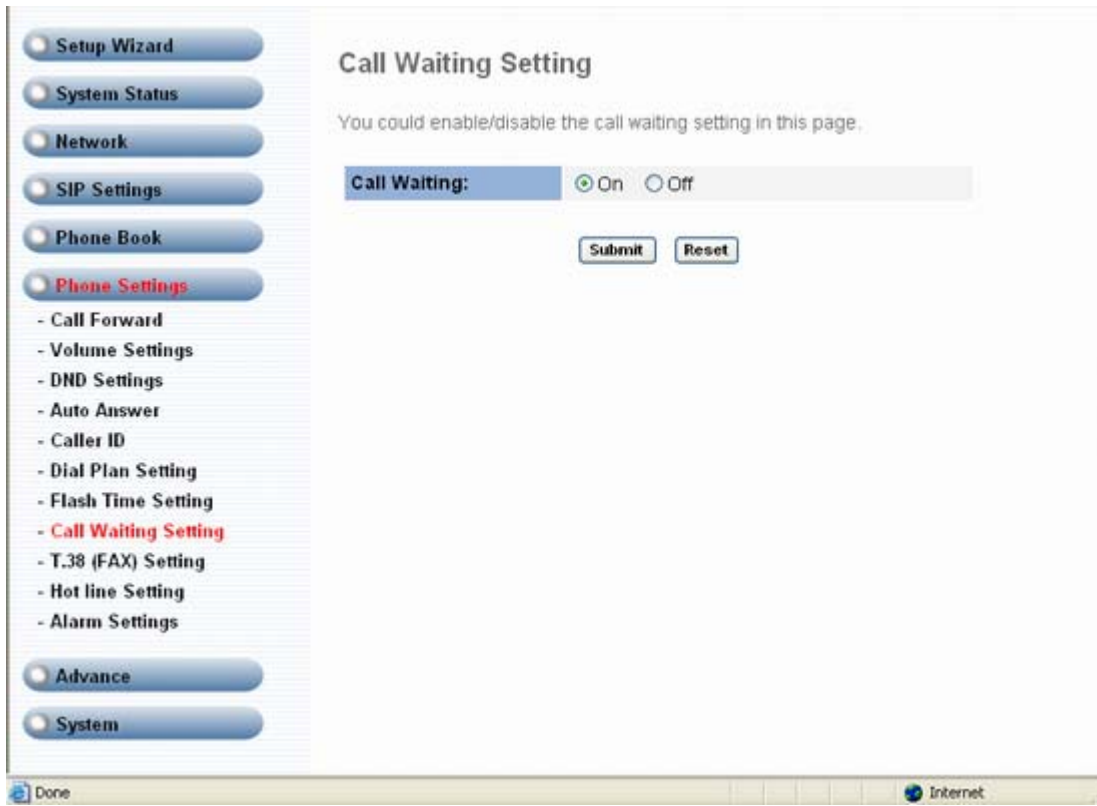 Setup Wizard
System Status
Network
SIP Settings
Phone Book
Phone Settings
- Call Forward
- Volume Settings
- DND Settings
- Auto Answer
- Caller ID
- Dial Plan Setting
- Flash Time Setting
- Call Waiting Setting
- T.38 (FAX) Setting
- Hot line Setting
- Alarm Settings
Advance
System
Call Waiting Setting
You could enable/disable the call waiting setting in this page.
Call Waiting: On Off
Submit Reset
Done Internet